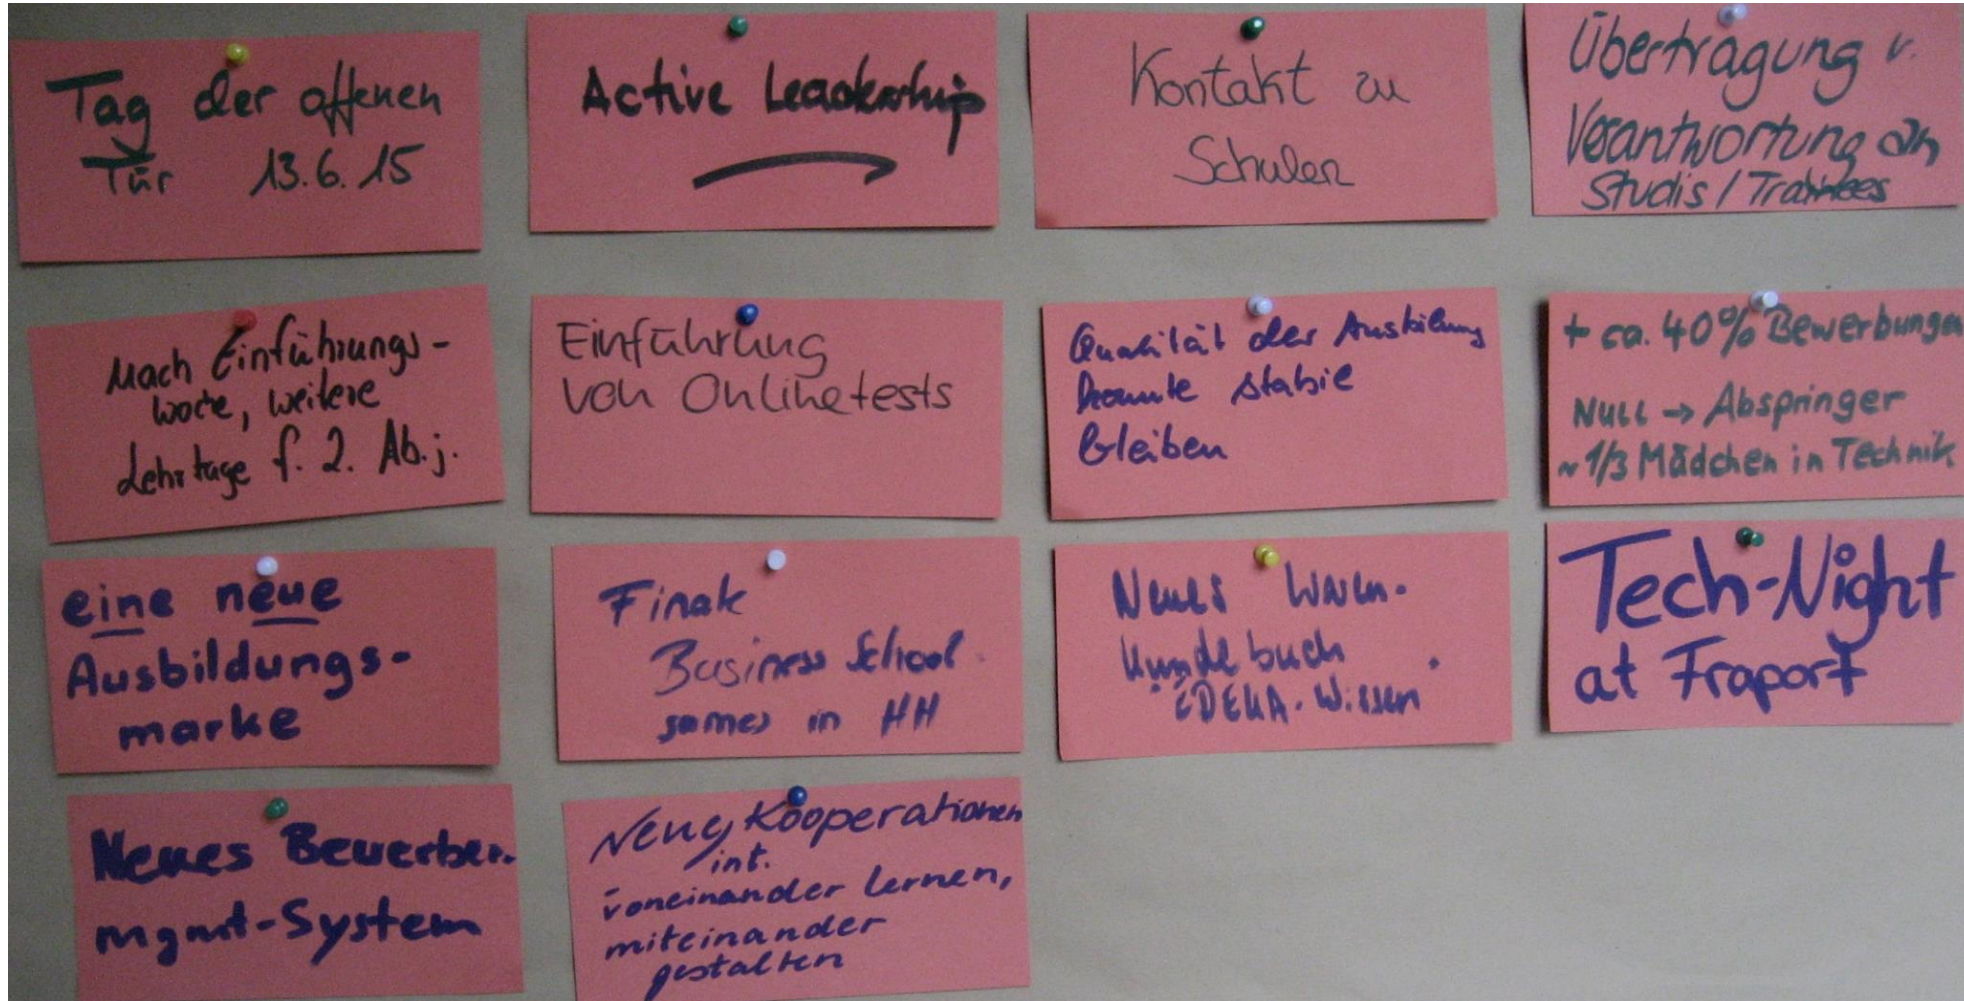 Tag der offenen
Tür 13.6.15
Active Leadership
Kontakt zu
Schulen
Übertragung v.
Verantwortung an
Studis / Trainees
Nach Einführungs-
woche, weitere
Lehrtage f. 2. Ab.j.
Einführung
von Onlinetests
Qualität der Ausbildung
konnte stabil
bleiben
+ ca. 40% Bewerbungen
Null → Abspringer
~ 1/3 Mädchen in Technik
eine neue
Ausbildungs-
marke
Finale
Business School
games in HH
Neues Waren-
kunde buch
EDEKA-Wissen
Tech-Night
at Fraport
Neues Bewerber-
mgmt-System
Neue Kooperationen
int.
voneinander lernen,
miteinander
gestalten